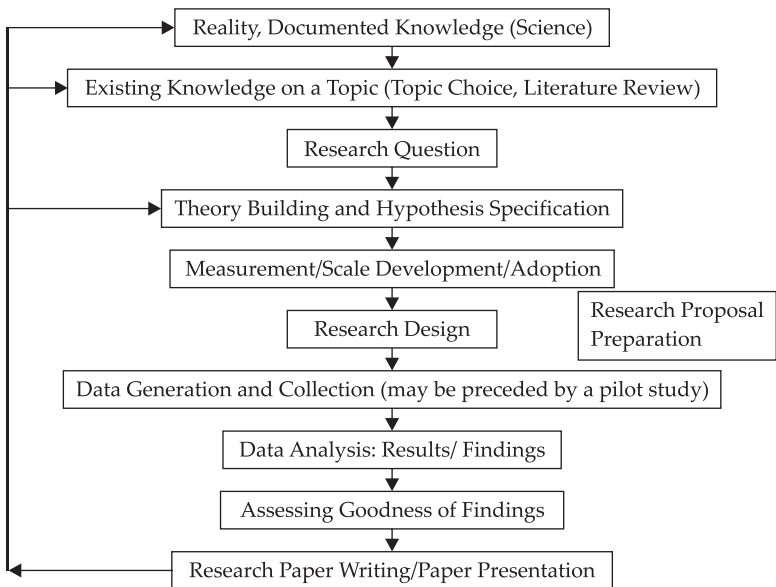 Reality, Documented Knowledge (Science)
Existing Knowledge on a Topic (Topic Choice, Literature Review)
Research Question
Theory Building and Hypothesis Specification
Measurement/Scale Development/Adoption
Research Design
Research Proposal
Preparation
Data Generation and Collection (may be preceded by a pilot study)
Data Analysis: Results/ Findings
Assessing Goodness of Findings
Research Paper Writing/Paper Presentation